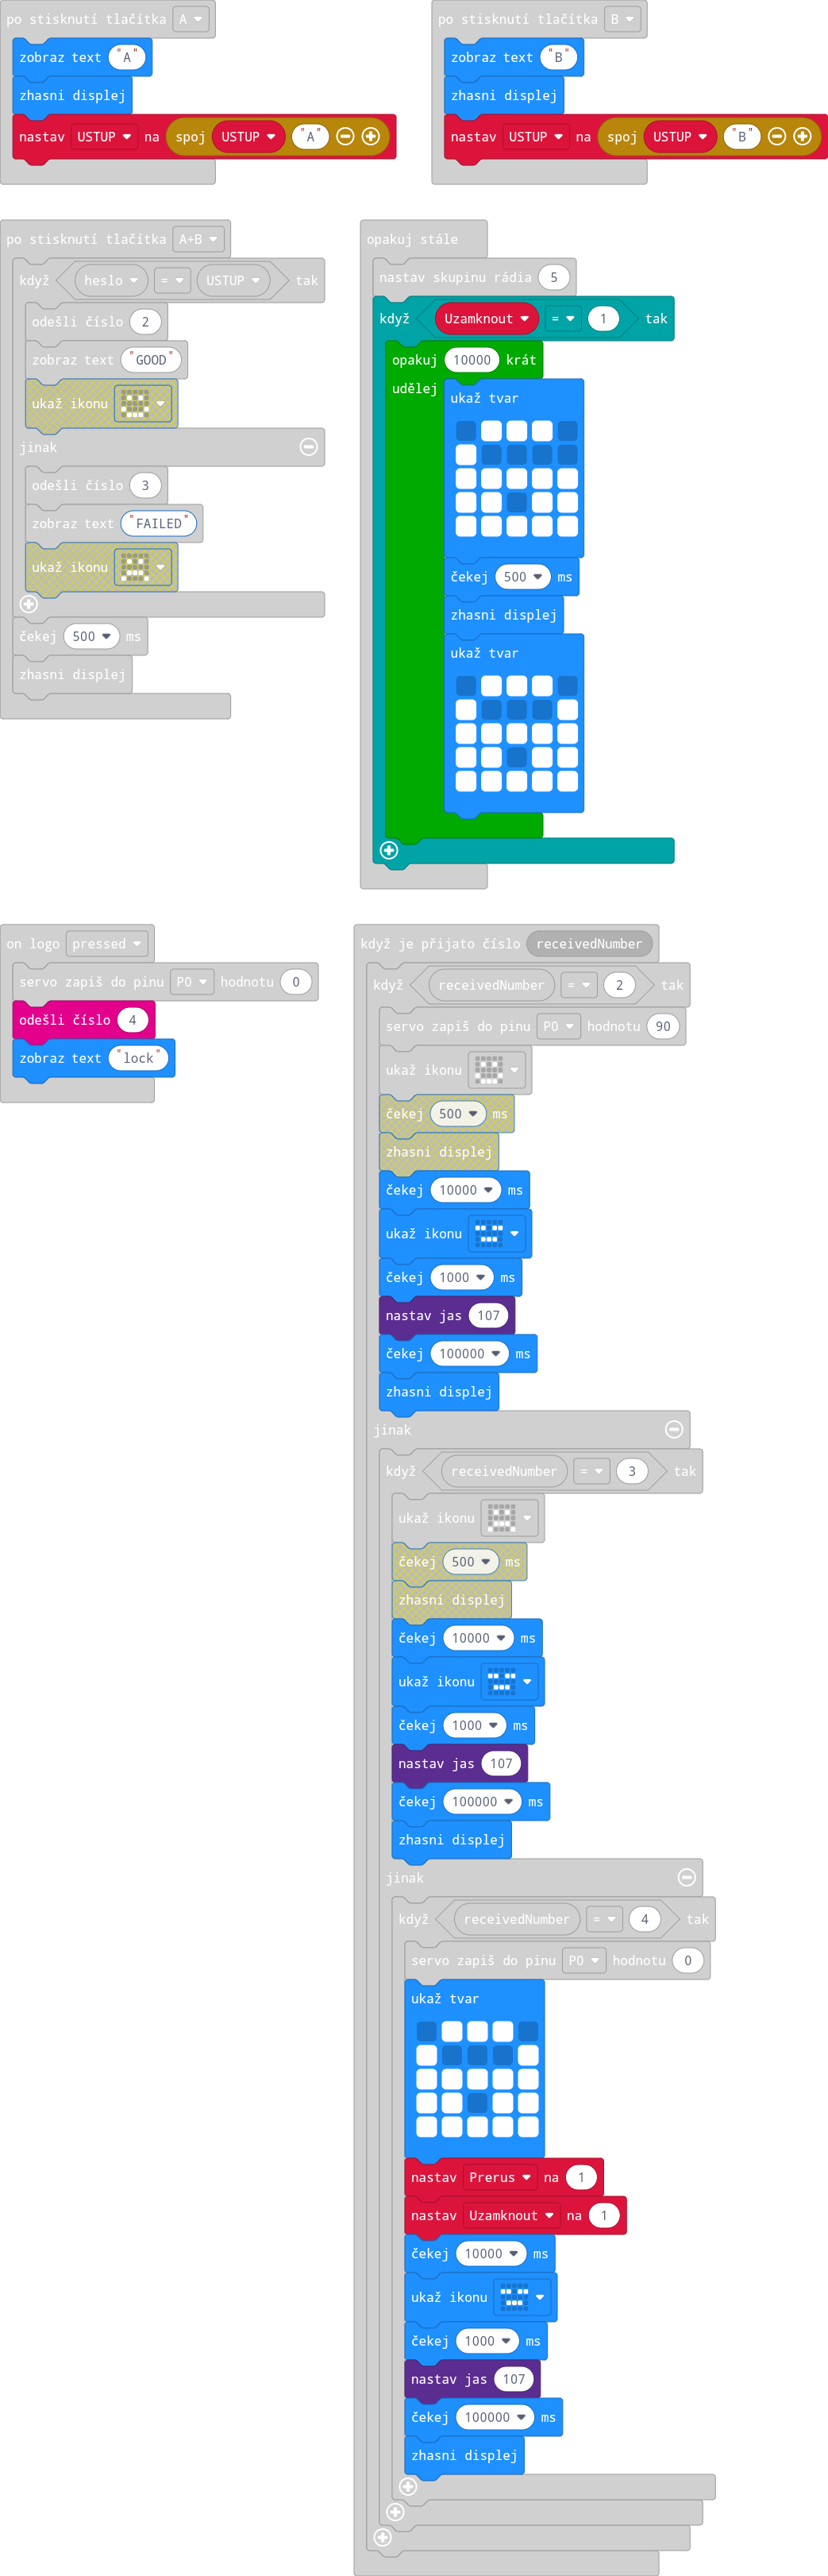 po stisknutí tlačítka A
zobraz text "A"
zhasni displej
nastav USTUP na spoj USTUP "A"
po stisknutí tlačítka B
zobraz text "B"
zhasni displej
nastav USTUP na spoj USTUP "B"
po stisknutí tlačítka A+B
když heslo = USTUP tak
odešli číslo 2
zobraz text "GOOD"
ukaž ikonu
jinak
odešli číslo 3
zobraz text "FAILED"
ukaž ikonu
čekej 500 ms
zhasni displej
opakuj stále
nastav skupinu rádia 5
když Uzamknout = 1 tak
opakuj 10000 krát
udělej
ukaž tvar
čekej 500 ms
zhasni displej
ukaž tvar
on logo pressed
servo zapiš do pinu P0 hodnotu 0
odešli číslo 4
zobraz text "lock"
když je přijato číslo receivedNumber
když receivedNumber = 2 tak
servo zapiš do pinu P0 hodnotu 90
ukaž ikonu
čekej 500 ms
zhasni displej
čekej 10000 ms
ukaž ikonu
čekej 1000 ms
nastav jas 107
čekej 100000 ms
zhasni displej
jinak
když receivedNumber = 3 tak
ukaž ikonu
čekej 500 ms
zhasni displej
čekej 10000 ms
ukaž ikonu
čekej 1000 ms
nastav jas 107
čekej 100000 ms
zhasni displej
jinak
když receivedNumber = 4 tak
servo zapiš do pinu P0 hodnotu 0
ukaž tvar
nastav Prerus na 1
nastav Uzamknout na 1
čekej 10000 ms
ukaž ikonu
čekej 1000 ms
nastav jas 107
čekej 100000 ms
zhasni displej